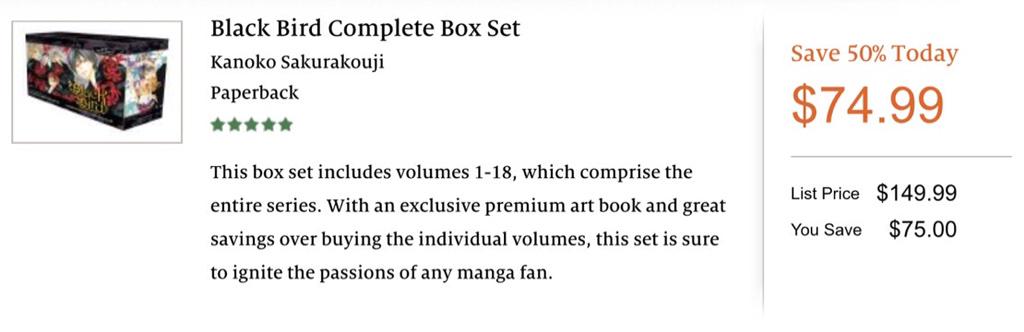 Black Bird Complete Box Set
Kanoko Sakurakouji
Paperback
This box set includes volumes 1-18, which comprise the
entire series. With an exclusive premium art book and great
savings over buying the individual volumes, this set is sure
to ignite the passions of any manga fan.
Save 50% Today
$74.99
List Price $149.99
You Save $75.00